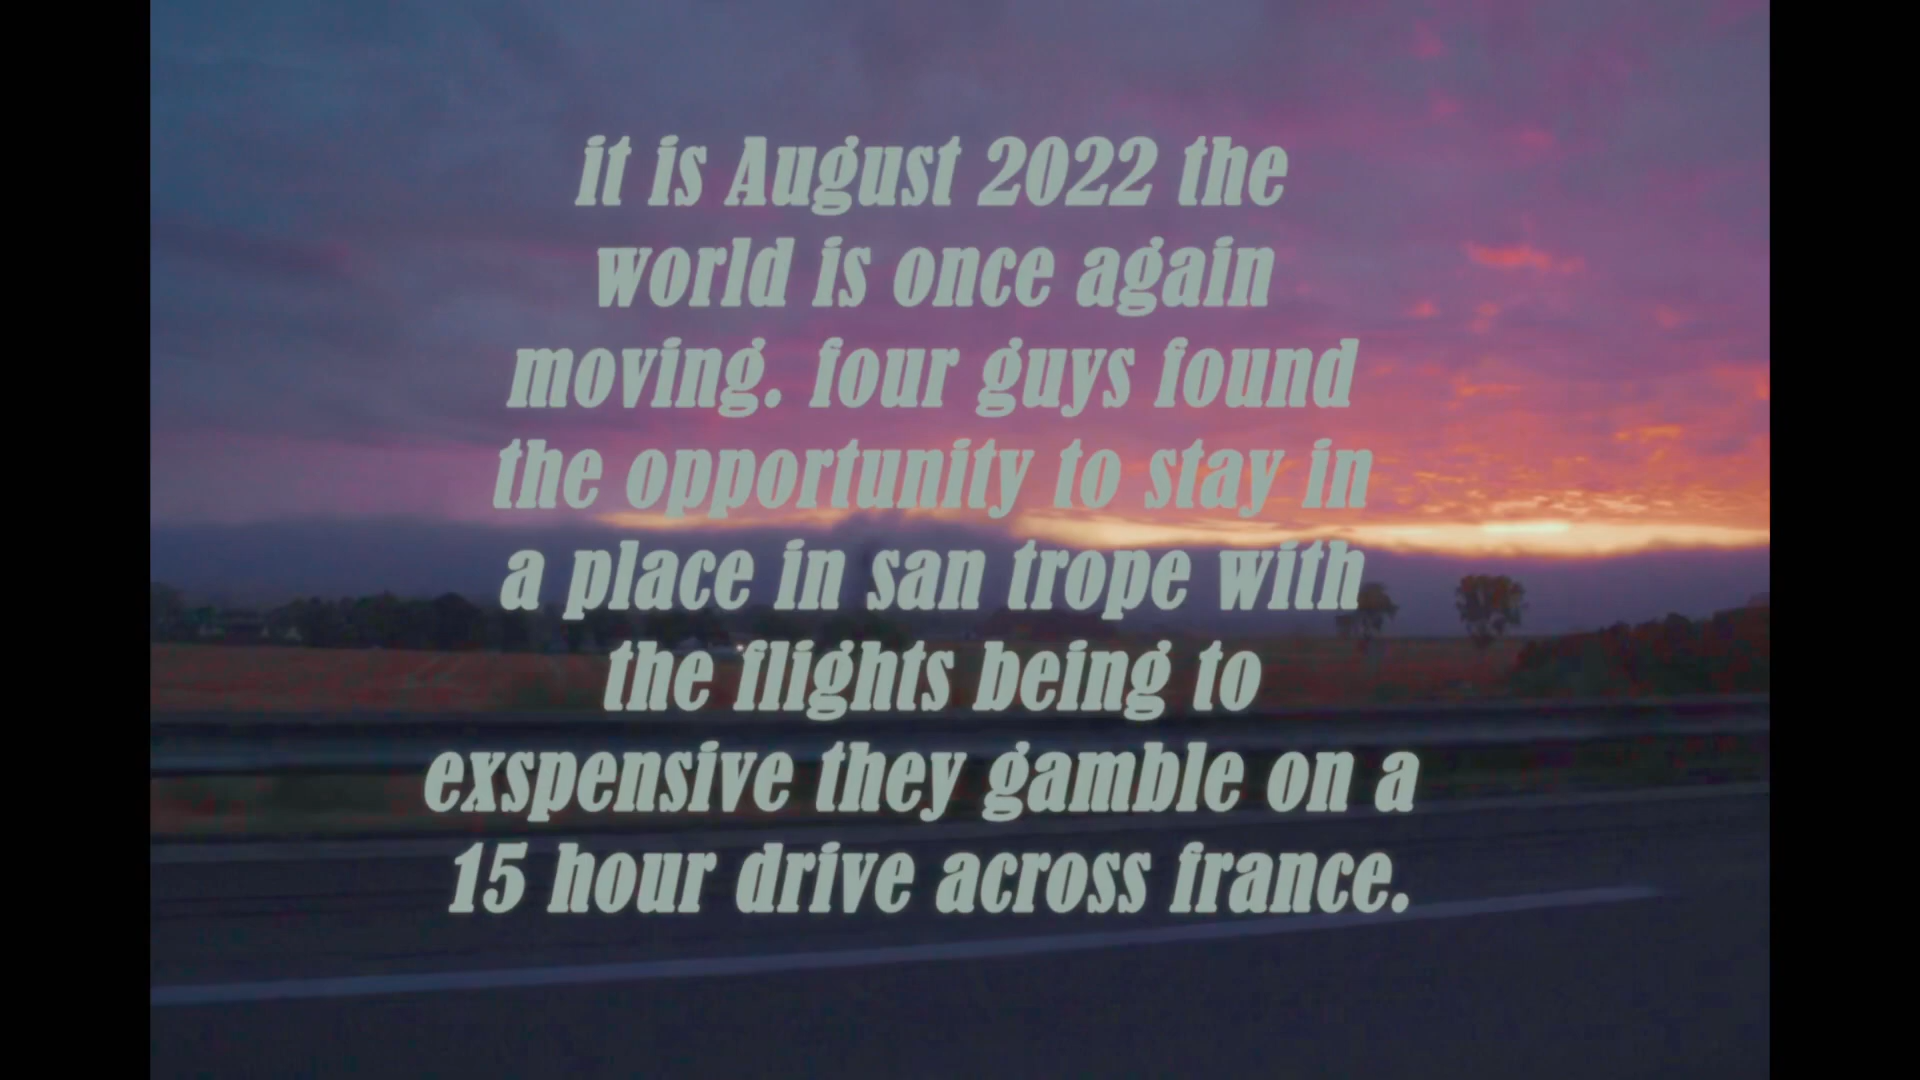 it is August 2022 the
world is once again
moving. four guys found
the opportunity to stay in
a place in san trope with
the flights being to
exspensive they gamble on a
15 hour drive across france.